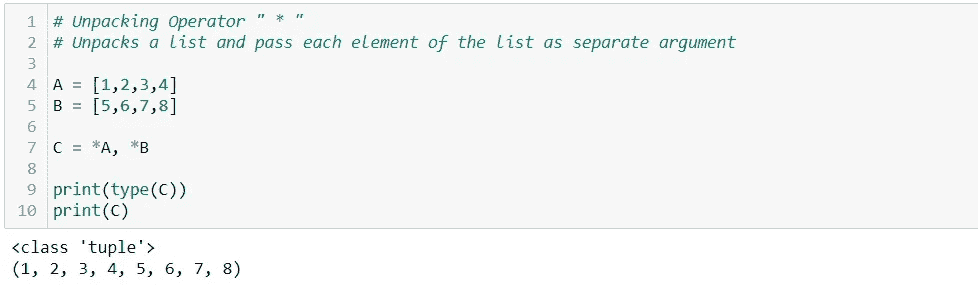 1 # Unpacking Operator " * "
2 # Unpacks a list and pass each element of the list as separate argument
3
4 A = [1,2,3,4]
5 B = [5,6,7,8]
6
7 C = *A, *B
8
9 print(type(C))
10 print(C)
<class 'tuple'>
(1, 2, 3, 4, 5, 6, 7, 8)